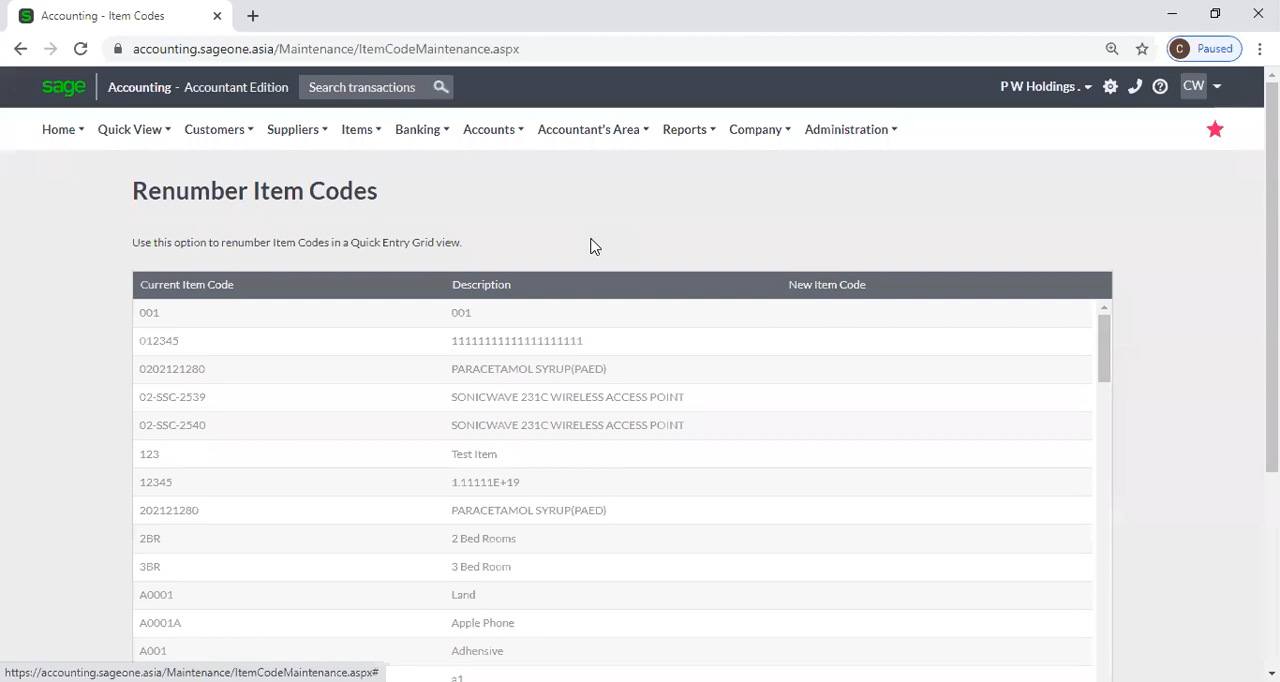 Accounting - Item Codes
accounting.sageone.asia/Maintenance/ItemCodeMaintenance.aspx
C Paused
sage Accounting - Accountant Edition Search transactions P W Holdings . CW
Home Quick View Customers Suppliers Items Banking Accounts Accountant's Area Reports Company Administration
Renumber Item Codes
Use this option to renumber Item Codes in a Quick Entry Grid view.
Current Item Code Description New Item Code
001 001
012345 11111111111111111111
0202121280 PARACETAMOL SYRUP(PAED)
02-SSC-2539 SONICWAVE 231C WIRELESS ACCESS POINT
02-SSC-2540 SONICWAVE 231C WIRELESS ACCESS POINT
123 Test Item
12345 1.11111E+19
202121280 PARACETAMOL SYRUP(PAED)
2BR 2 Bed Rooms
3BR 3 Bed Room
A0001 Land
A0001A Apple Phone
A001 Adhensive
a1
https://accounting.sageone.asia/Maintenance/ItemCodeMaintenance.aspx#